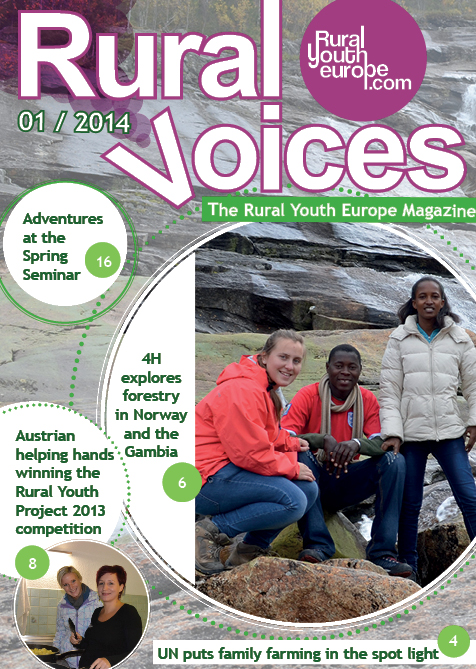 Rural
Voices
01 / 2014
Rural
youth
europe
.com
The Rural Youth Europe Magazine
Adventures
at the
Spring
Seminar
16
4H
explores
forestry
in Norway
and the
Gambia
6
Austrian
helping hands
winning the
Rural Youth
Project 2013
competition
8
UN puts family farming in the spot light
4